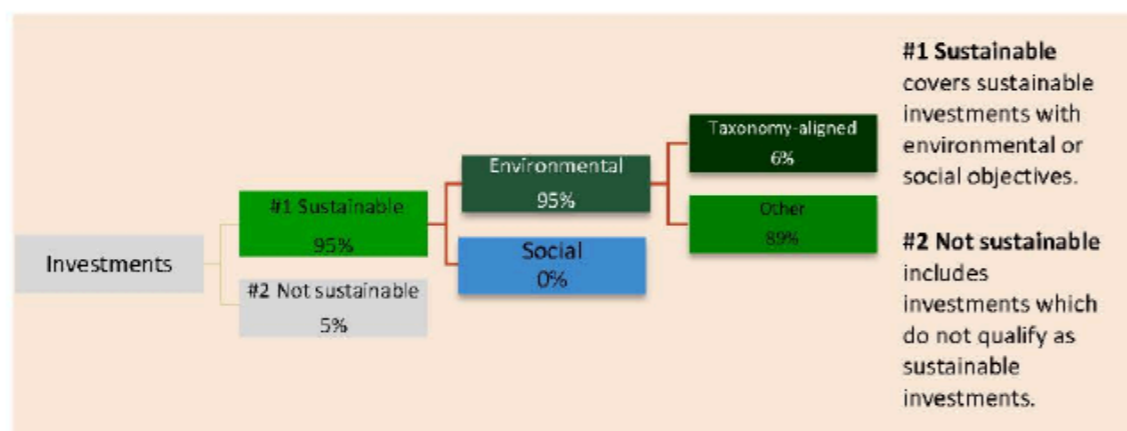 Investments
#1 Sustainable
95%
#2 Not sustainable
5%
Environmental
95%
Social
0%
Taxonomy-aligned
6%
Other
89%
#1 Sustainable
covers sustainable
investments with
environmental or
social objectives.
#2 Not sustainable
includes
investments which
do not qualify as
sustainable
investments.